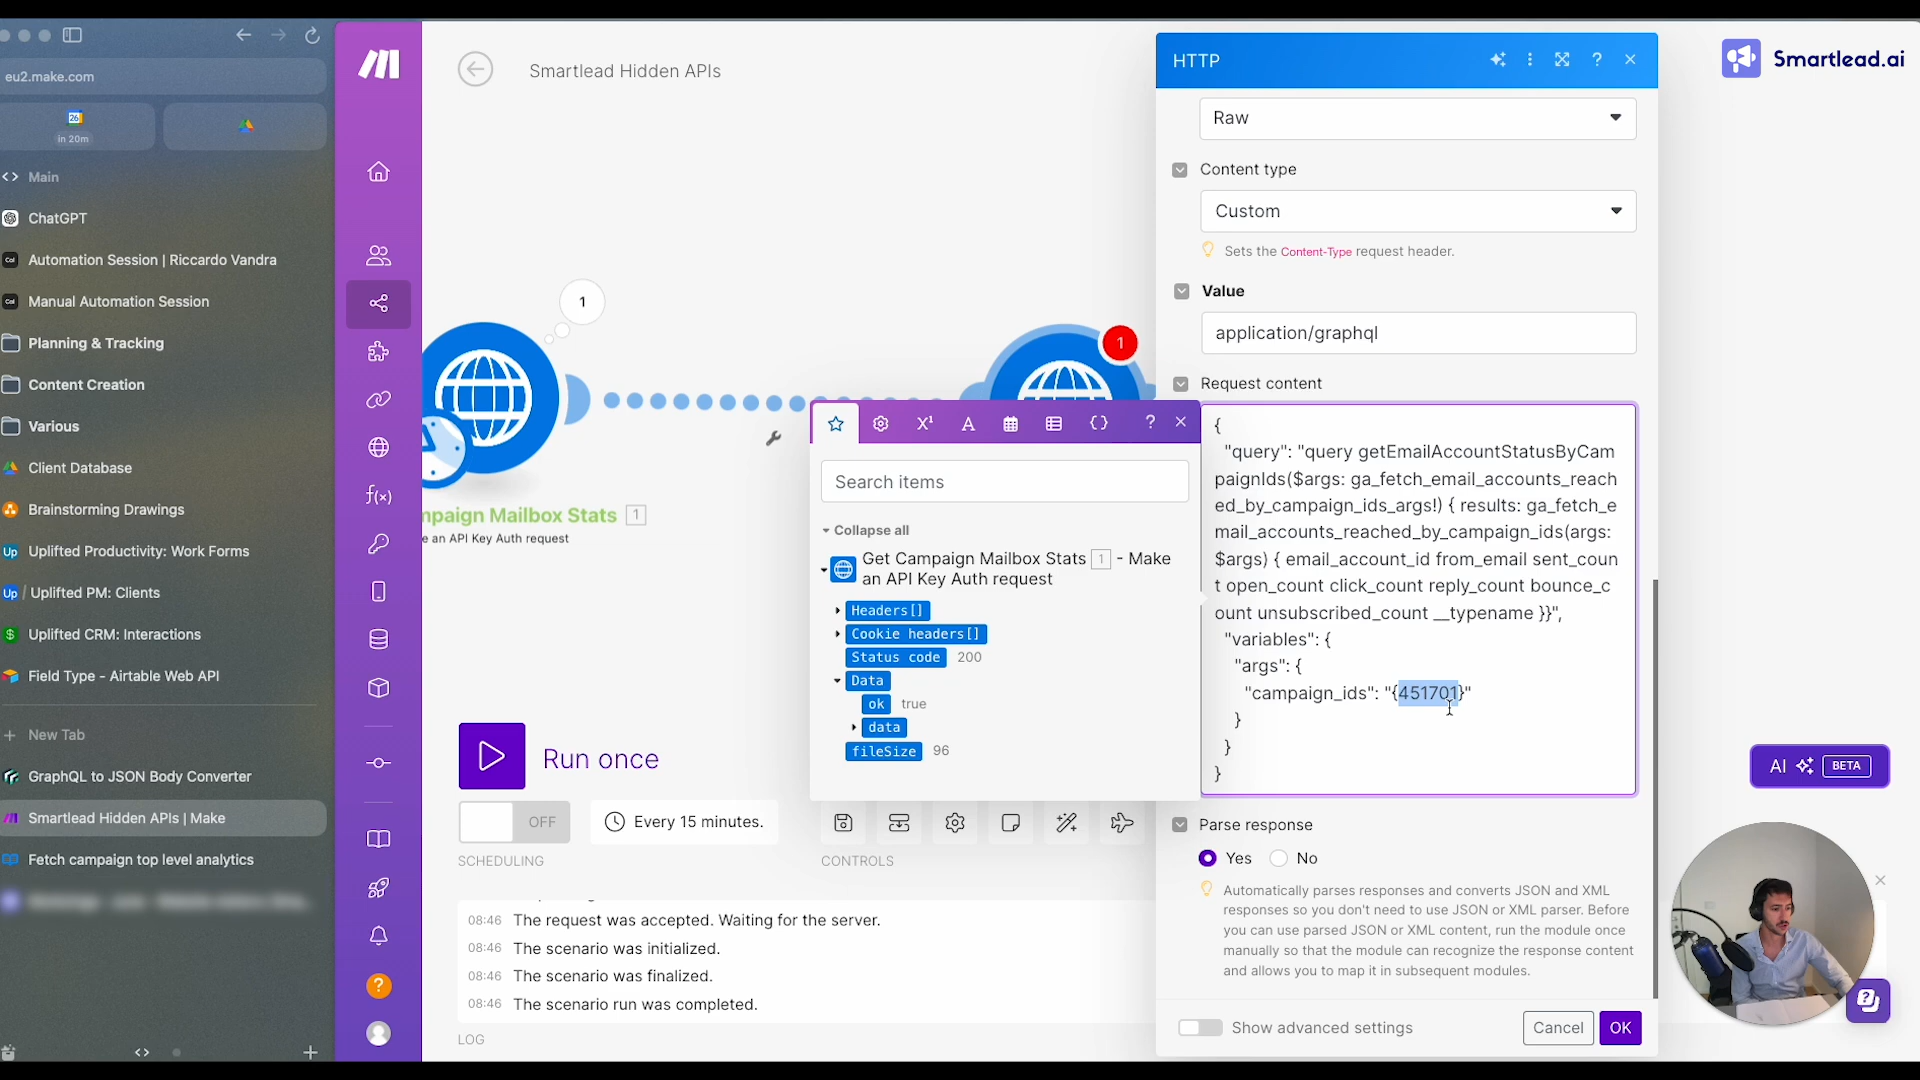 eu2.make.com
26
in 20m
Main
ChatGPT
Cal
Automation Session | Riccardo Vandra
Cal
Manual Automation Session
Planning & Tracking
Content Creation
Various
Client Database
Brainstorming Drawings
Up
Uplifted Productivity: Work Forms
Up
/ Uplifted PM: Clients
$
Uplifted CRM: Interactions
Field Type - Airtable Web API
+ New Tab
GraphQL to JSON Body Converter
Smartlead Hidden APIs | Make
Fetch campaign top level analytics
f(x)
?
Smartlead Hidden APIs
1
1
mpaign Mailbox Stats 1
e an API Key Auth request
Search items
Collapse all
Get Campaign Mailbox Stats 1 - Make
an API Key Auth request
Headers[]
Cookie headers[]
Status code 200
Data
ok true
data
fileSize 96
Run once
OFF
Every 15 minutes.
SCHEDULING
CONTROLS
08:46 The request was accepted. Waiting for the server.
08:46 The scenario was initialized.
08:46 The scenario was finalized.
08:46 The scenario run was completed.
LOG
HTTP
Raw
Content type
Custom
Sets the Content-Type request header.
Value
application/graphql
Request content
{
"query": "query getEmailAccountStatusByCam
paignIds($args: ga_fetch_email_accounts_reach
ed_by_campaign_ids_args!) { results: ga_fetch_e
mail_accounts_reached_by_campaign_ids(args:
$args) { email_account_id from_email sent_coun
t open_count click_count reply_count bounce_c
ount unsubscribed_count __typename }}",
"variables": {
"args": {
"campaign_ids": "{451701}"
}
}
}
Parse response
Yes No
Automatically parses responses and converts JSON and XML
responses so you don't need to use JSON or XML parser. Before
you can use parsed JSON or XML content, run the module once
manually so that the module can recognize the response content
and allows you to map it in subsequent modules.
Show advanced settings
Cancel
OK
Smartlead.ai
AI BETA